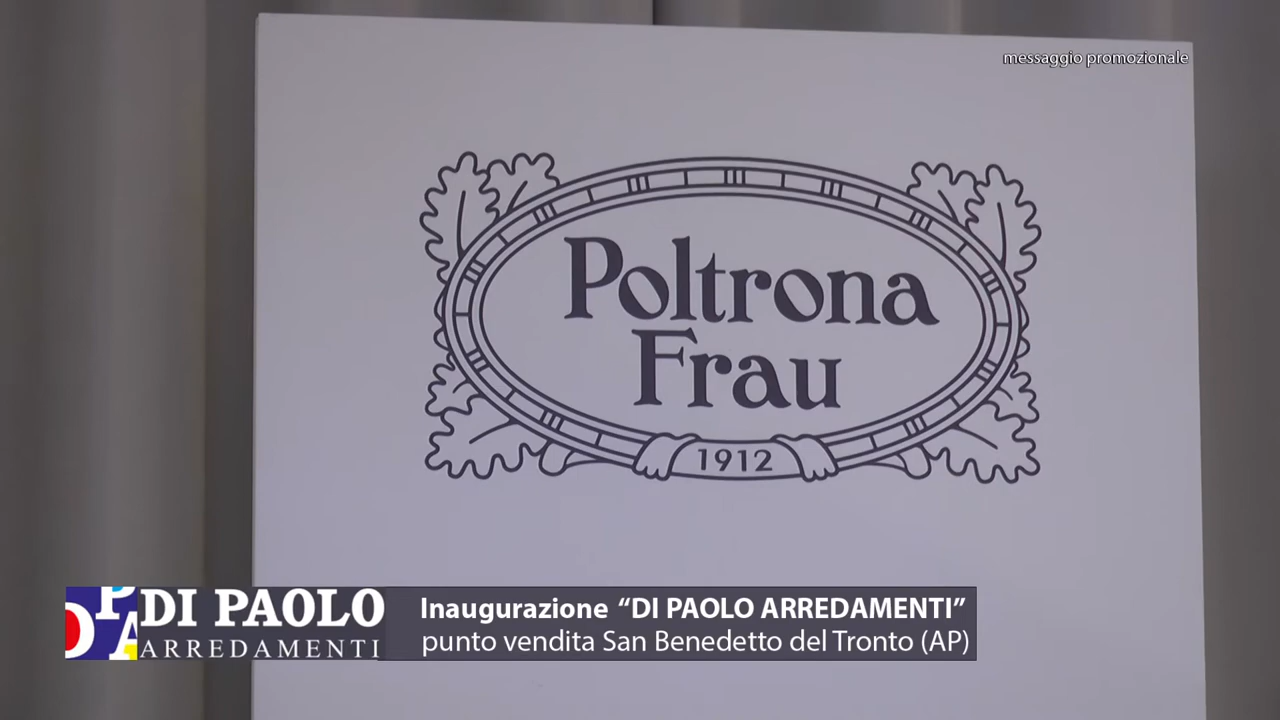 messaggio promozionale
Poltrona
Frau
1912
DPA
DI PAOLO
ARREDAMENTI
Inaugurazione “DI PAOLO ARREDAMENTI”
punto vendita San Benedetto del Tronto (AP)